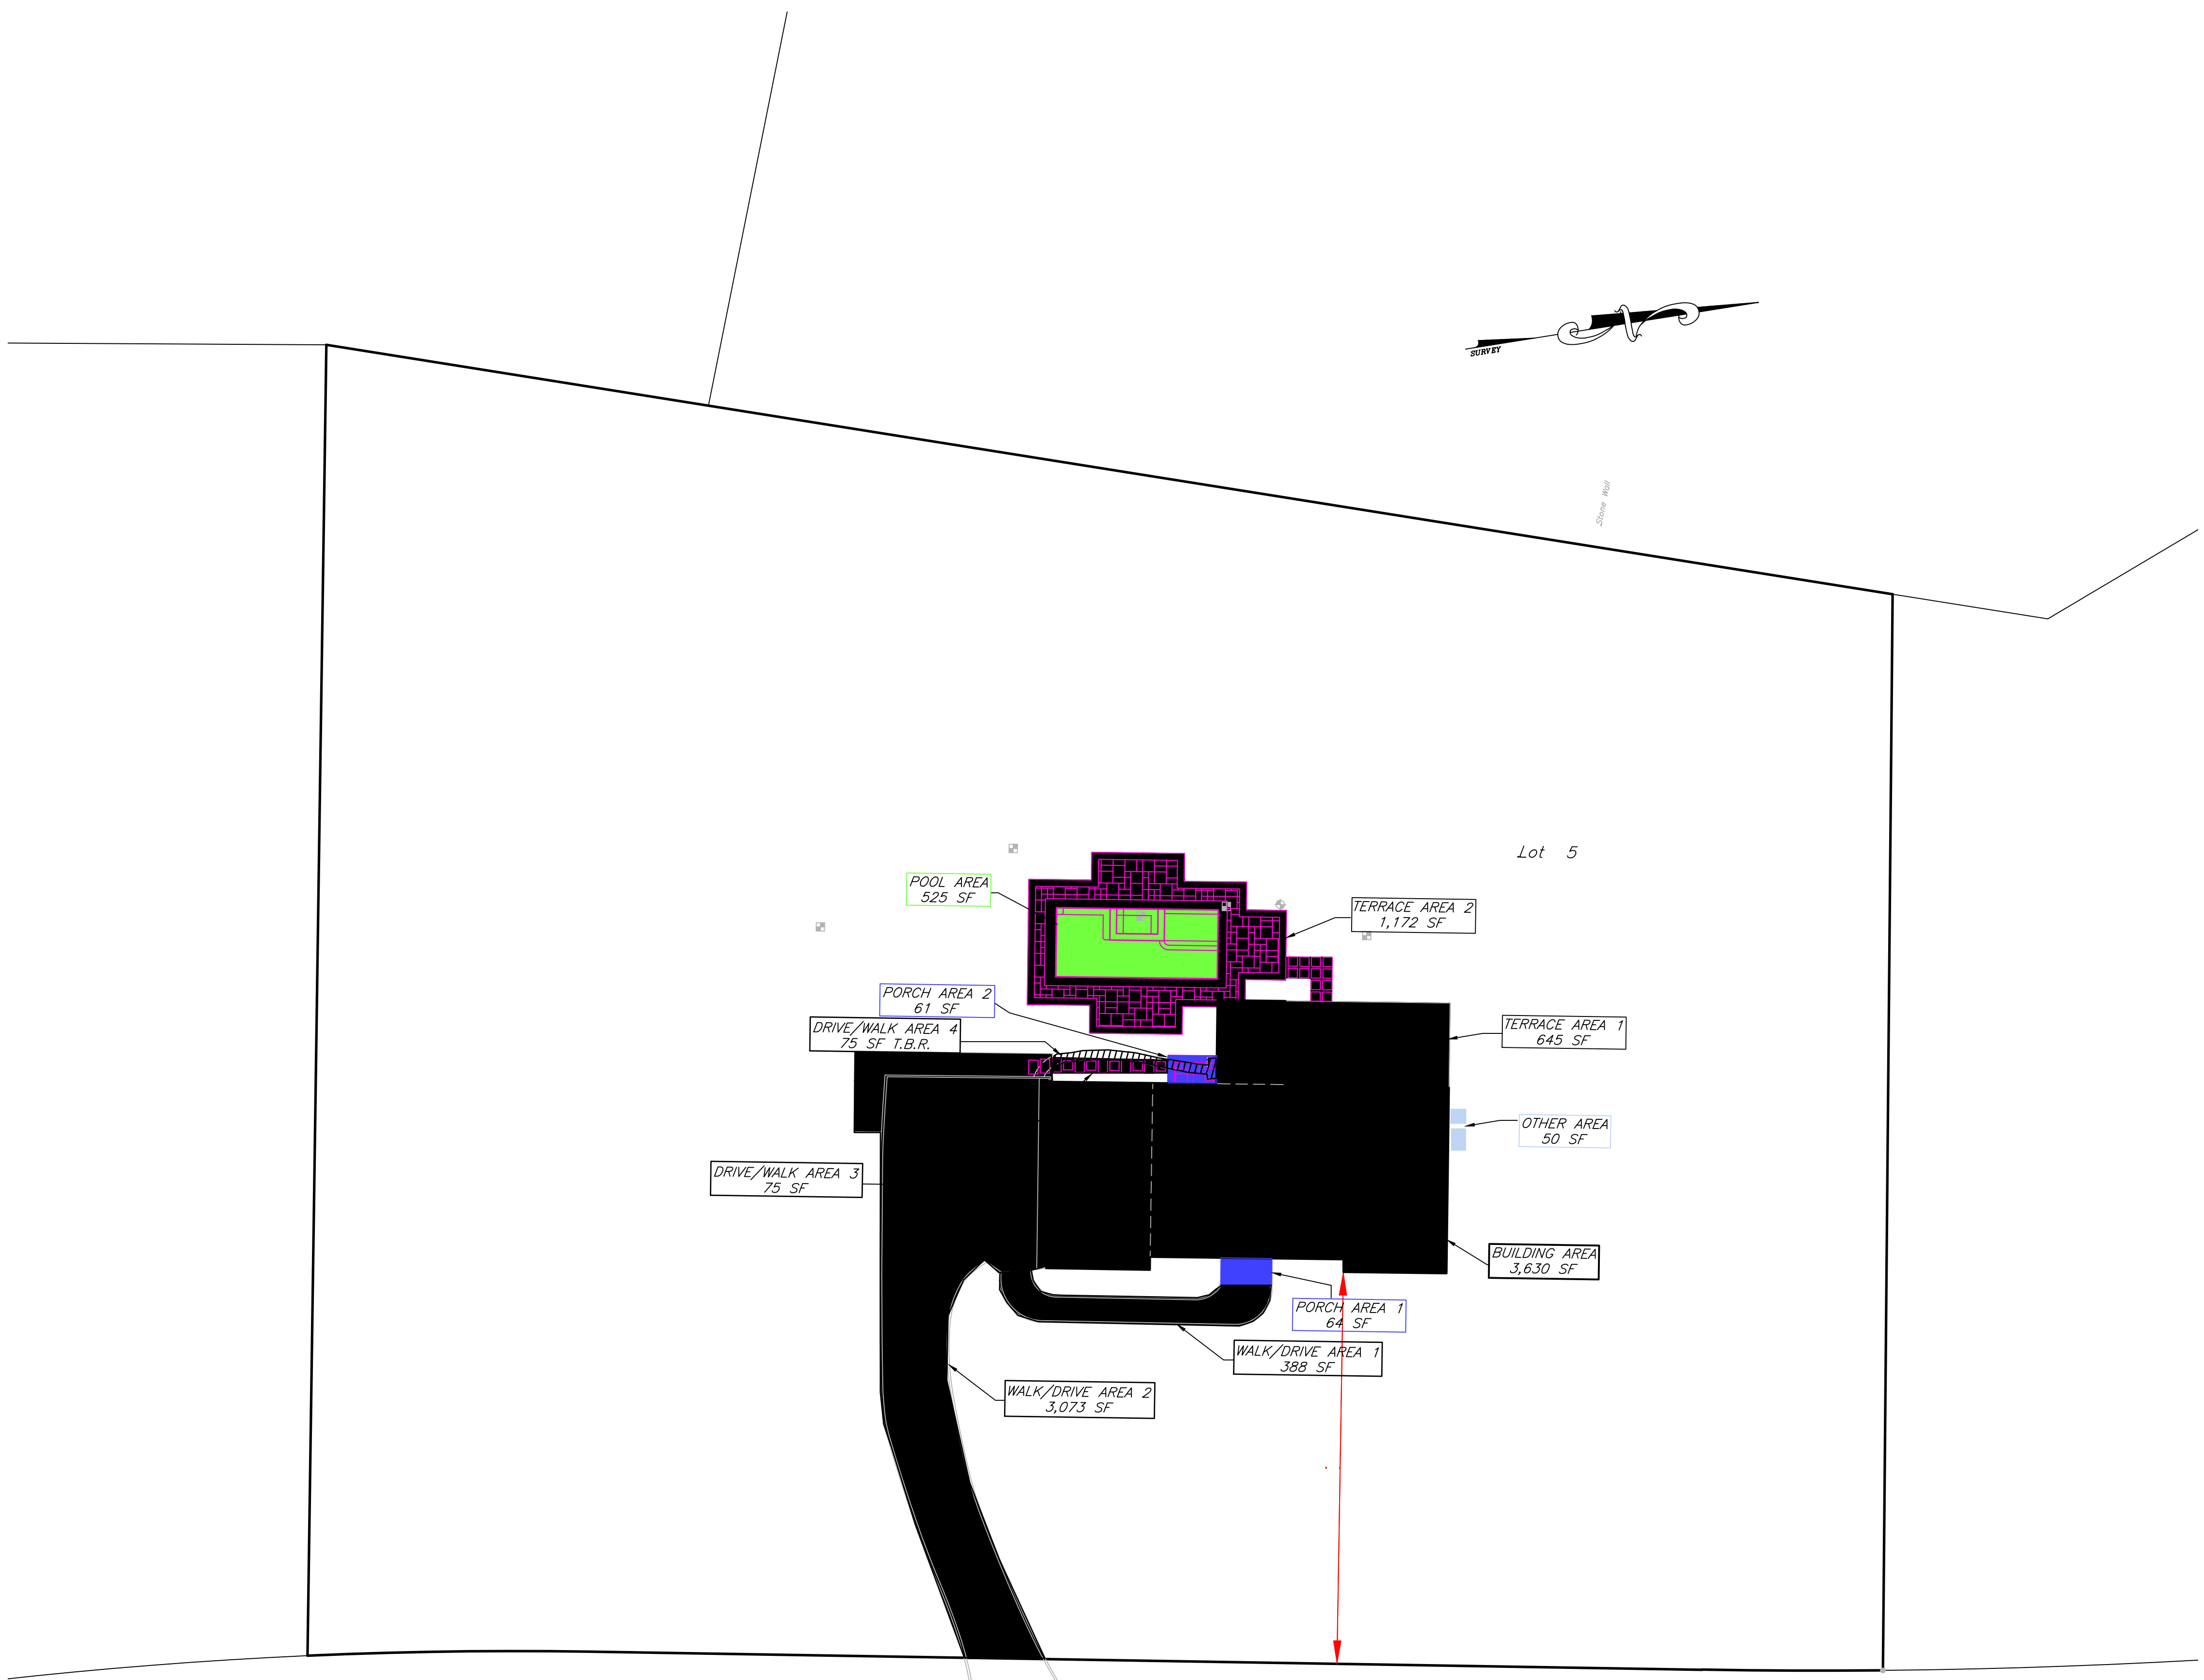 SURVEY
Stone Wall
Lot 5
POOL AREA
525 SF
TERRACE AREA 2
1,172 SF
PORCH AREA 2
61 SF
DRIVE/WALK AREA 4
75 SF T.B.R.
TERRACE AREA 1
645 SF
OTHER AREA
50 SF
DRIVE/WALK AREA 3
75 SF
BUILDING AREA
3,630 SF
PORCH AREA 1
64 SF
WALK/DRIVE AREA 1
388 SF
WALK/DRIVE AREA 2
3,073 SF